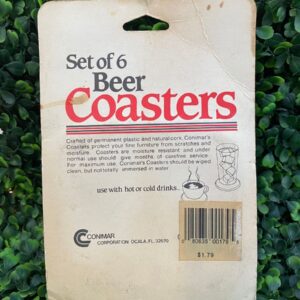 Set of 6
Beer
Coasters
Crafted of permanent plastic and natural cork, Conimar's
Coasters protect your fine furniture from scratches and
moisture. Coasters are moisture resistant and under
normal use should give months of carefree service.
For maximum use, Conimar's Coasters should be wiped
clean, but not totally immersed in water.
use with hot or cold drinks...
CONIMAR
CORPORATION OCALA, FL. 32670
$1.79